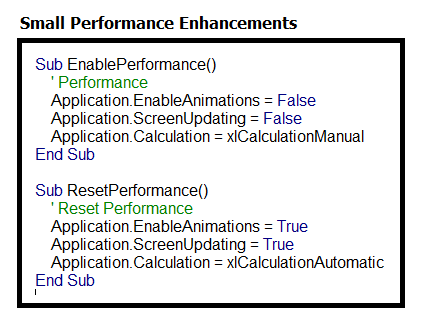 Small Performance Enhancements
Sub EnablePerformance()
' Performance
Application.EnableAnimations = False
Application.ScreenUpdating = False
Application.Calculation = xlCalculationManual
End Sub
Sub ResetPerformance()
' Reset Performance
Application.EnableAnimations = True
Application.ScreenUpdating = True
Application.Calculation = xlCalculationAutomatic
End Sub